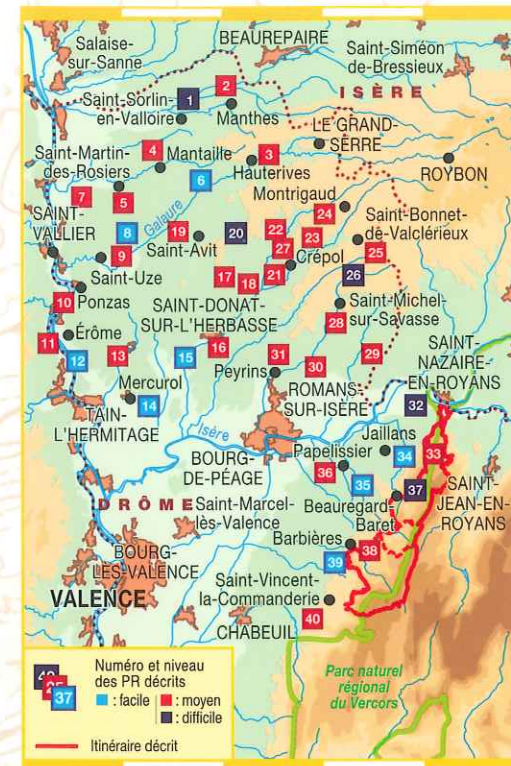 BEAUREPAIRE
Salaise-
sur-Sanne
Saint-Siméon
de-Bressieux
ISÈRE
2
1
Saint-Sorlin-
en-Valloire
Manthes
LE GRAND-
SERRE
Saint-Martin-
des-Rosiers
4
Mantaille
3
Hauterives
ROYBON
6
7
5
Montrigaud
24
SAINT-
VALLIER
Galaure
8
19
20
22
23
Saint-Bonnet-
de-Valclérieux
Saint-Avit
9
27
25
Crépol
Saint-Uze
17
18
21
26
10
Ponzas
SAINT-DONAT-
SUR-L'HERBASSE
Saint-Michel-
sur-Savasse
28
11
Érôme
12
13
15
16
31
30
29
Peyrins
SAINT-
NAZAIRE-
EN-ROYANS
Mercurol
14
ROMANS-
SUR-ISÈRE
32
TAIN-
L'HERMITAGE
Isère
Jaillans
BOURG-
DE-PÉAGE
Papelissier
34
33
36
35
37
SAINT-
JEAN-EN-
ROYANS
DRÔME
Saint-Marcel-
lès-Valence
Beauregard-
Baret
Barbières
38
BOURG-
LÈS-VALENCE
39
VALENCE
Saint-Vincent-
la-Commanderie
40
CHABEUIL
Parc naturel
régional
du Vercors
Numéro et niveau
des PR décrits
37
: facile
: moyen
: difficile
Itinéraire décrit